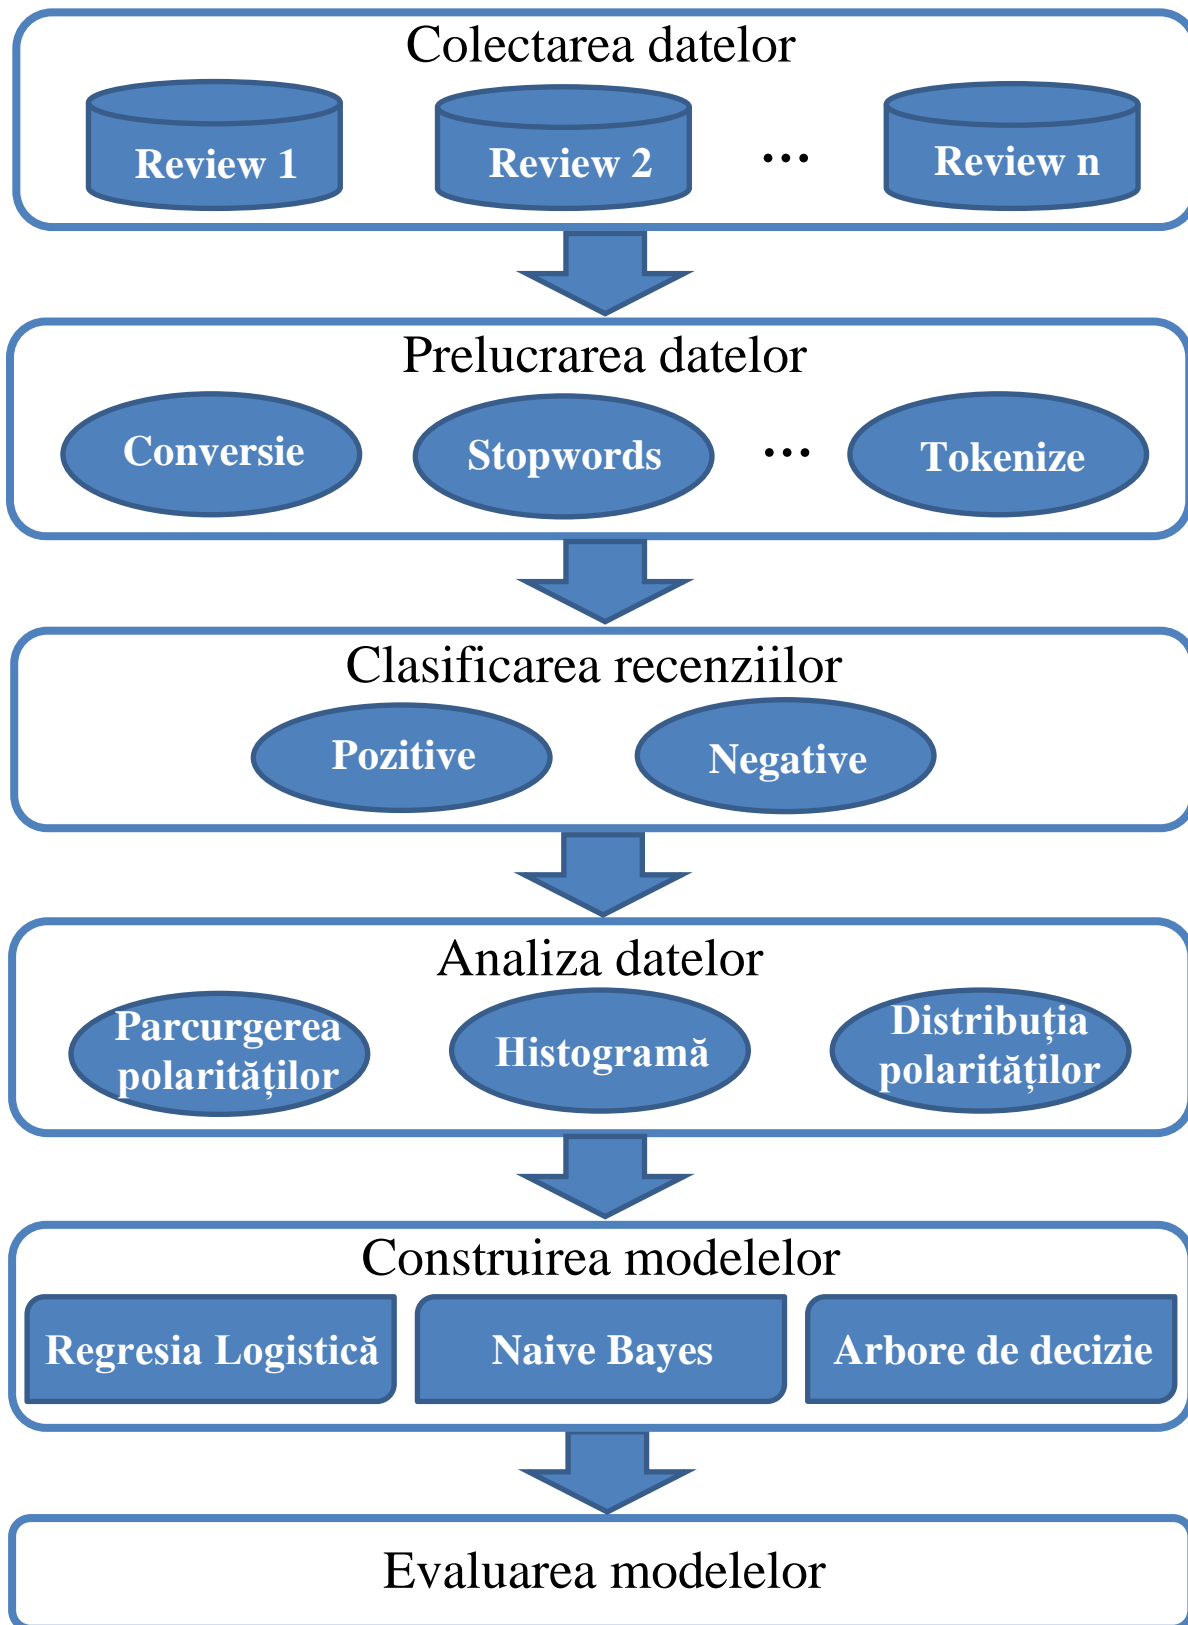 Colectarea datelor
Review 1
Review 2
...
Review n
Prelucrarea datelor
Conversie
Stopwords
...
Tokenize
Clasificarea recenziilor
Pozitive
Negative
Analiza datelor
Parcurgerea
polarităților
Histogramă
Distribuția
polarităților
Construirea modelelor
Regresia Logistică
Naive Bayes
Arbore de decizie
Evaluarea modelelor